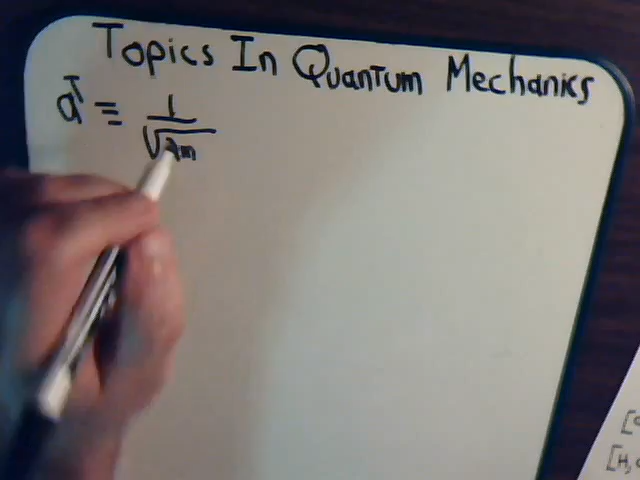 Topics In Quantum Mechanics
a† ≡ 1/√2m
[H,